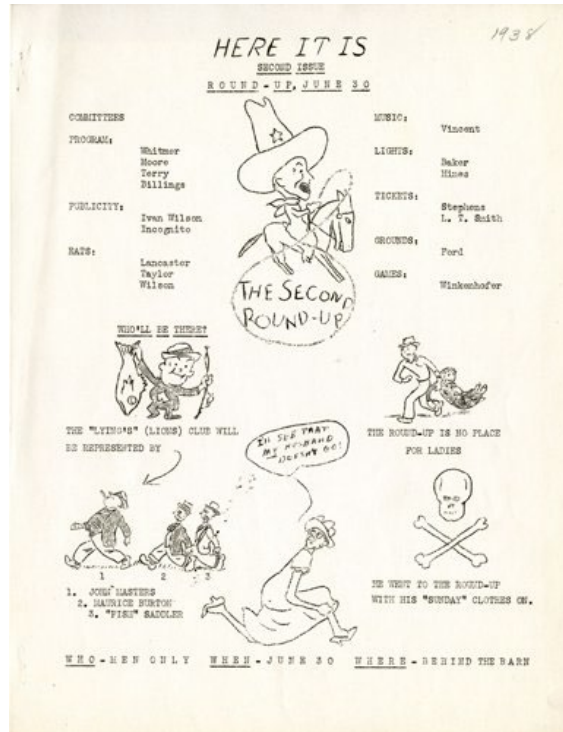 1938
HERE IT IS
SECOND ISSUE
ROUND-UP, JUNE 30
COMMITTEES
PROGRAM:
Whitmer
Moore
Terry
Billings
PUBLICITY:
Ivan Wilson
Incognito
EATS:
Lancaster
Taylor
Wilson
MUSIC:
Vincent
LIGHTS:
Baker
Hines
TICKETS:
Stephens
L. T. Smith
GROUNDS:
Ford
GAMES:
Winkenhofer
THE SECOND
ROUND-UP
WHO'LL BE THERE?
THE "LYING'S" (LIONS) CLUB WILL
BE REPRESENTED BY
1 2 3
1. JOHN MASTERS
2. MAURICE BURTON
3. "FISH" SADDLER
I'LL SEE THAT
MY HUSBAND
DOESN'T GO!
THE ROUND-UP IS NO PLACE
FOR LADIES
HE WENT TO THE ROUND-UP
WITH HIS "SUNDAY" CLOTHES ON.
WHO - MEN ONLY WHEN - JUNE 30 WHERE - BEHIND THE BARN